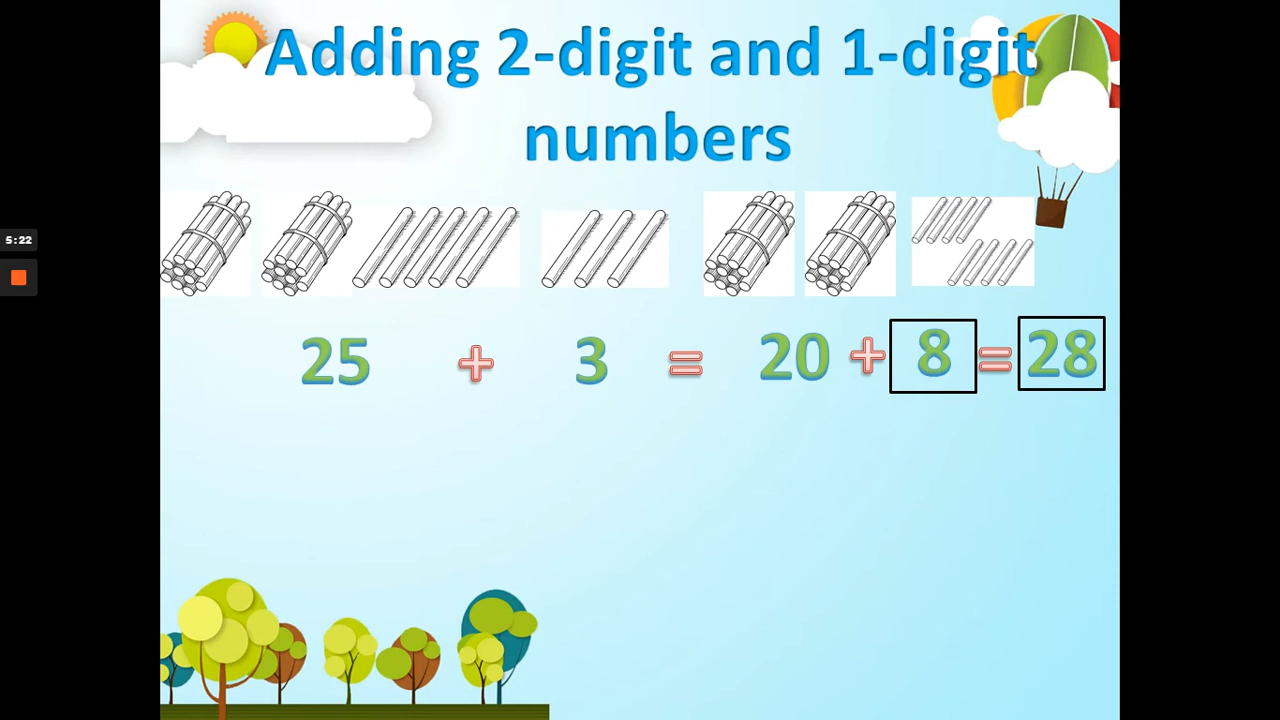 Adding 2-digit and 1-digit
numbers
5:22
25 + 3 = 20 + 8 = 28